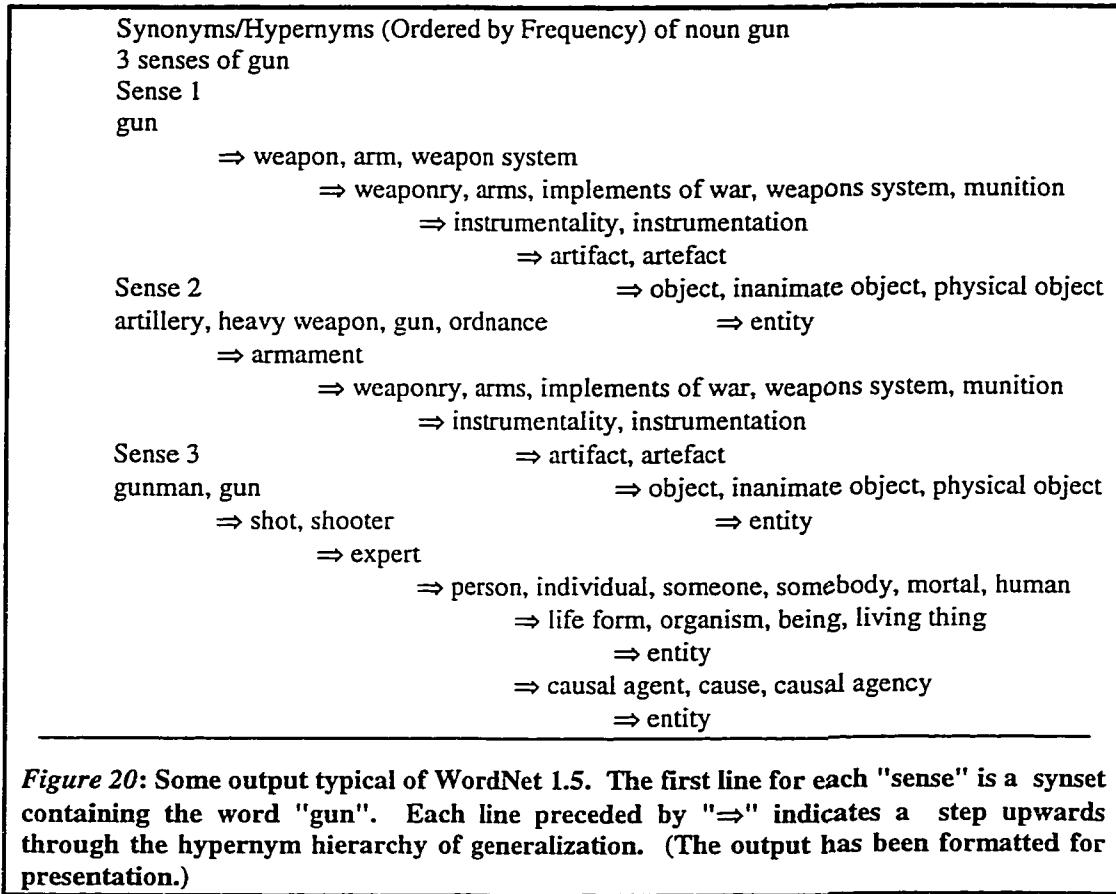 Synonyms/Hypernyms (Ordered by Frequency) of noun gun
3 senses of gun
Sense 1
gun
⇒ weapon, arm, weapon system
⇒ weaponry, arms, implements of war, weapons system, munition
⇒ instrumentality, instrumentation
⇒ artifact, artefact
⇒ object, inanimate object, physical object
⇒ entity
Sense 2
artillery, heavy weapon, gun, ordnance
⇒ armament
⇒ weaponry, arms, implements of war, weapons system, munition
⇒ instrumentality, instrumentation
⇒ artifact, artefact
⇒ object, inanimate object, physical object
⇒ entity
Sense 3
gunman, gun
⇒ shot, shooter
⇒ expert
⇒ person, individual, someone, somebody, mortal, human
⇒ life form, organism, being, living thing
⇒ entity
⇒ causal agent, cause, causal agency
⇒ entity
Figure 20: Some output typical of WordNet 1.5. The first line for each "sense" is a synset
containing the word "gun". Each line preceded by "⇒" indicates a step upwards
through the hypernym hierarchy of generalization. (The output has been formatted for
presentation.)